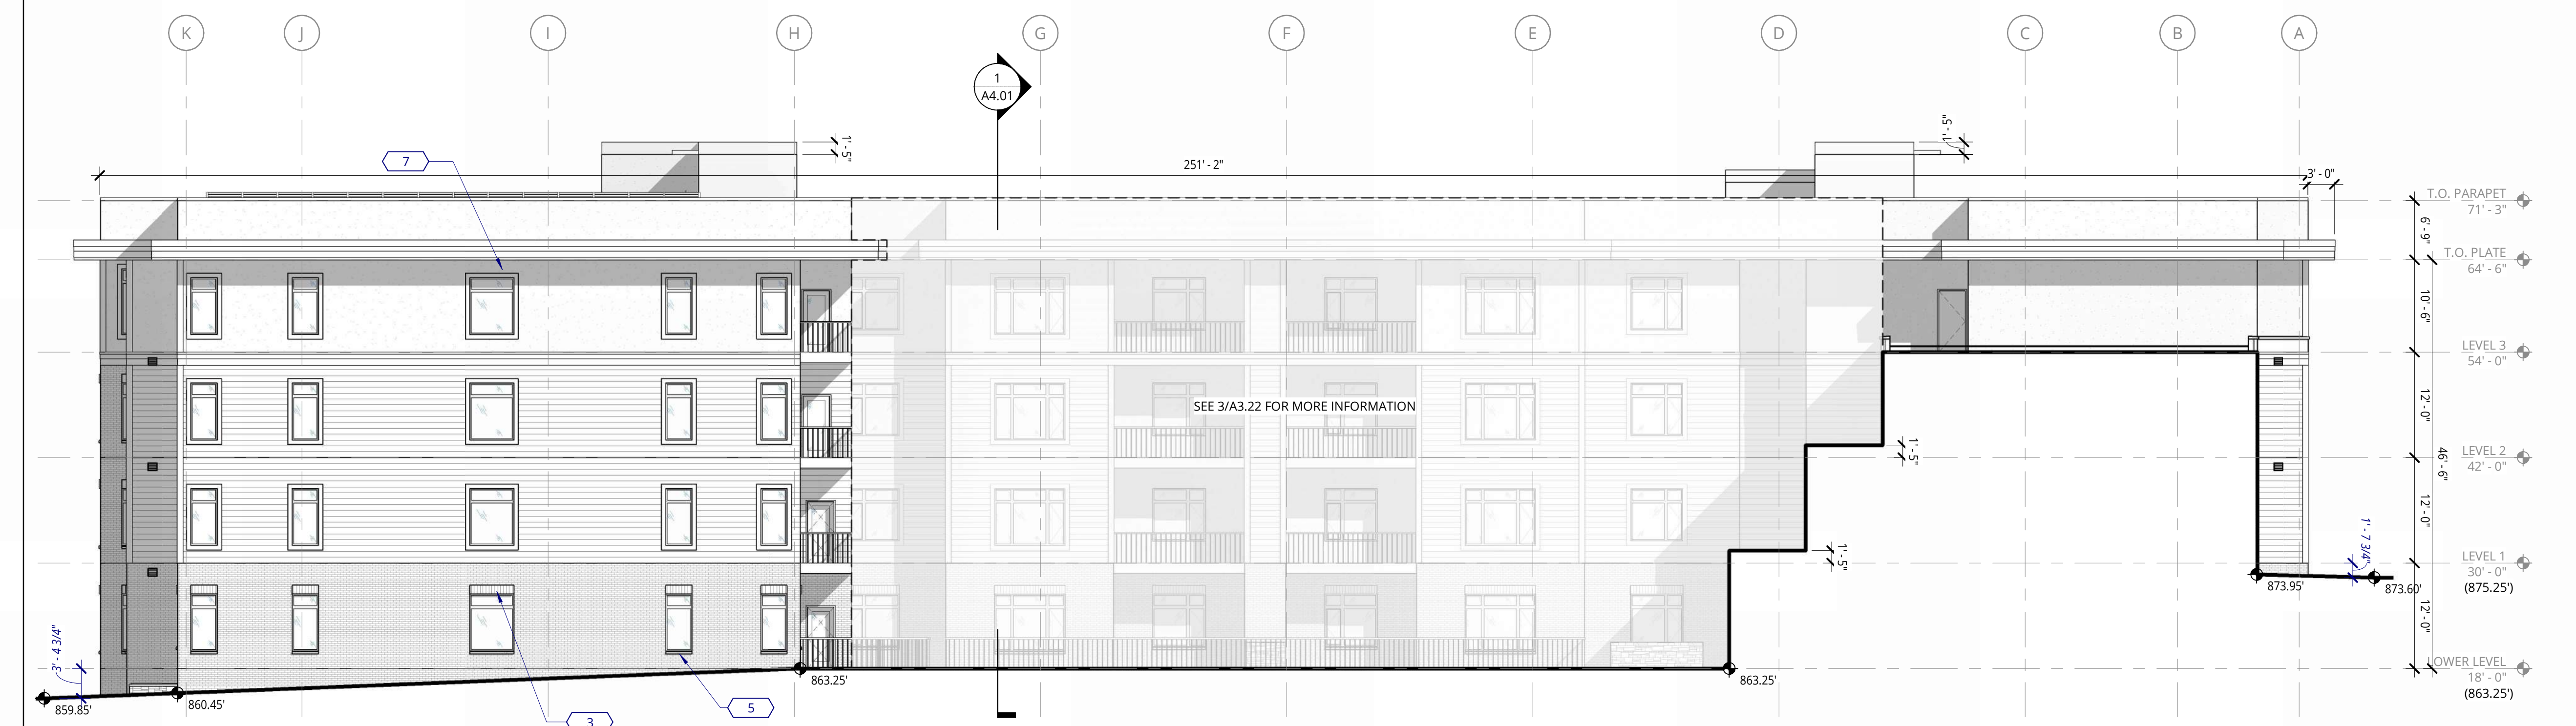 K J I H G F E D C B A
1
A4.01
1' - 5"
1' - 5"
7
251' - 2"
3' - 0"
T.O. PARAPET
71' - 3"
6' - 9"
T.O. PLATE
64' - 6"
10' - 6"
LEVEL 3
54' - 0"
SEE 3/A3.22 FOR MORE INFORMATION
12' - 0"
1' - 5"
LEVEL 2
42' - 0"
46' - 6"
12' - 0"
1' - 5"
1' - 7 3/4"
LEVEL 1
30' - 0"
(875.25')
873.95'
873.60'
12' - 0"
3' - 4 3/4"
OWER LEVEL
18' - 0"
(863.25')
863.25'
863.25'
860.45'
859.85'
5
3